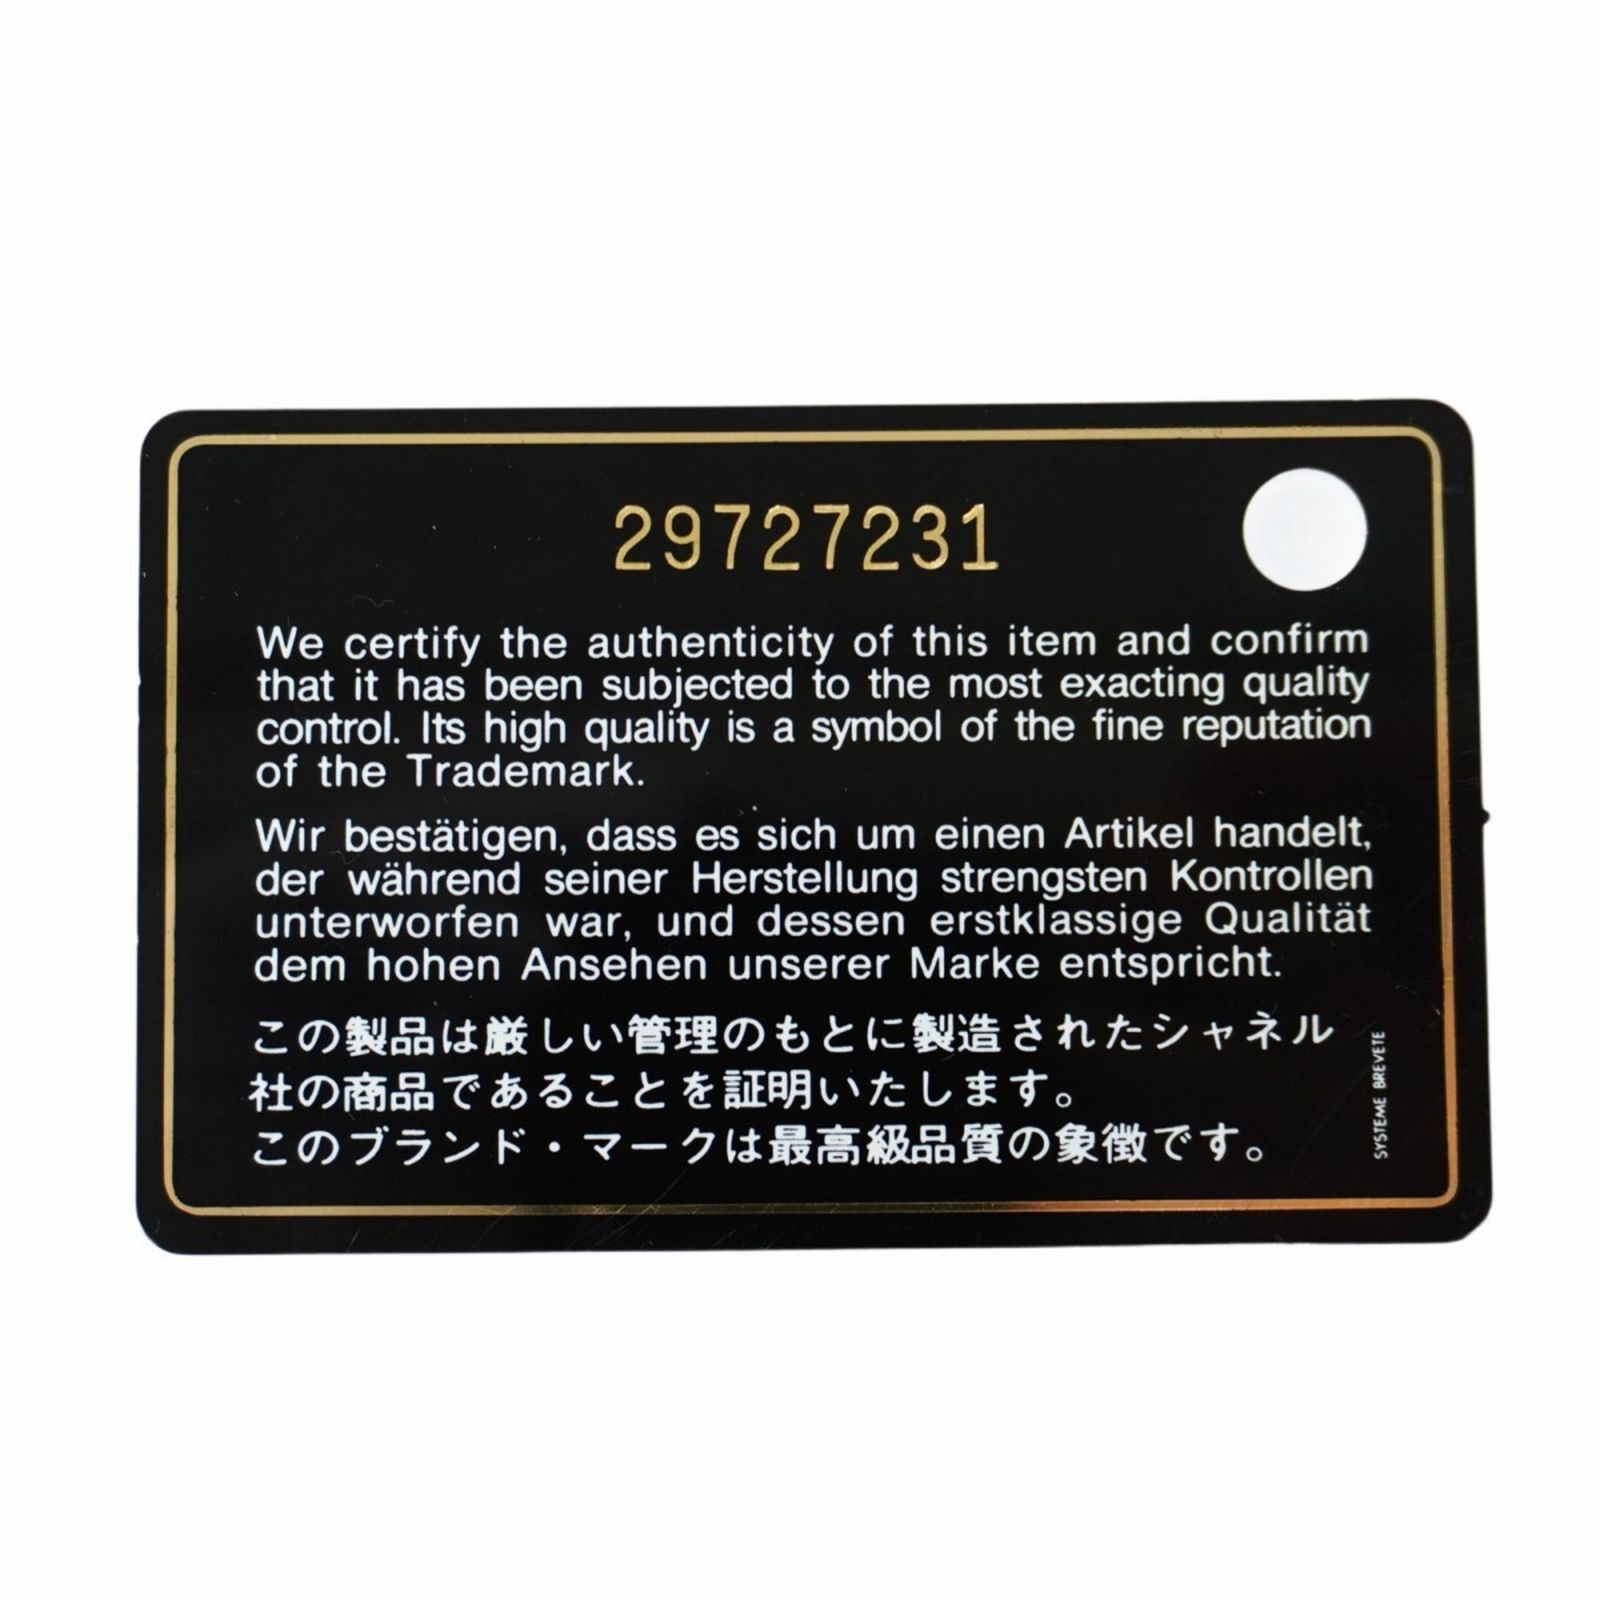 29727231
We certify the authenticity of this item and confirm
that it has been subjected to the most exacting quality
control. Its high quality is a symbol of the fine reputation
of the Trademark.
Wir bestätigen, dass es sich um einen Artikel handelt,
der während seiner Herstellung strengsten Kontrollen
unterworfen war, und dessen erstklassige Qualität
dem hohen Ansehen unserer Marke entspricht.
この製品は厳しい管理のもとに製造されたシャネル
社の商品であることを証明いたします。
このブランド・マークは最高級品質の象徴です。
SYSTEME BREVETE